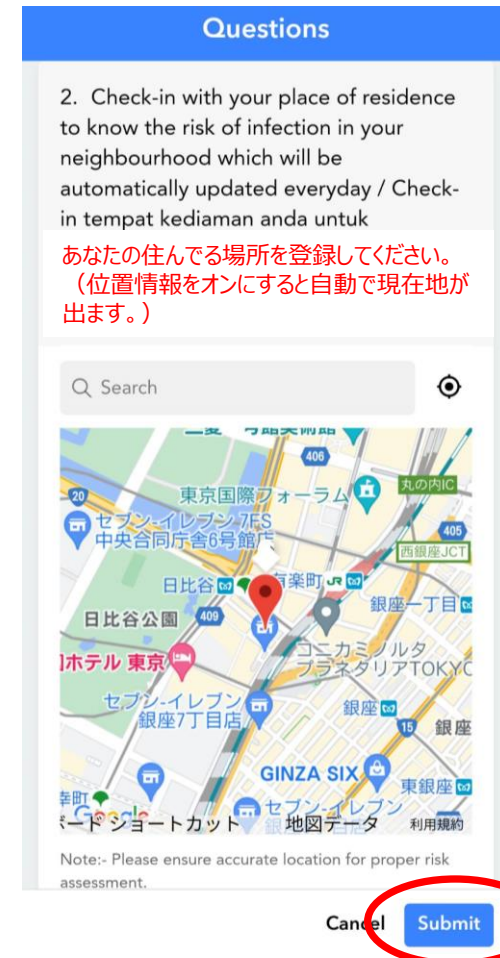 Questions
2. Check-in with your place of residence
to know the risk of infection in your
neighbourhood which will be
automatically updated everyday / Check-
in tempat kediaman anda untuk
あなたの住んでる場所を登録してください。
（位置情報をオンにすると自動で現在地が
出ます。）
Search
406
丸の内IC
20
東京国際フォーラム
セブン-イレブン 7FS
中央合同庁舎6号館店
405
西銀座JCT
日比谷
有楽町
銀座一丁目
日比谷公園
409
ホテル 東京
コニカミノルタ
プラネタリアTOKYO
セブン-イレブン
銀座7丁目店
銀座
15
銀座
GINZA SIX
東銀座
幸町
セブン-イレブン
Google
ボード ショートカット
地図データ
利用規約
Note:- Please ensure accurate location for proper risk
assessment.
Cancel
Submit